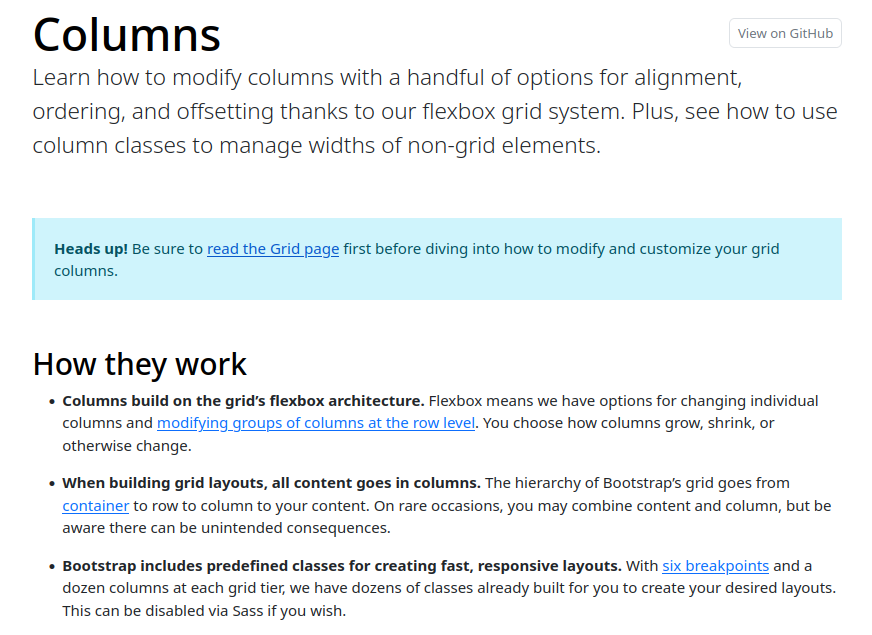 Columns
View on GitHub
Learn how to modify columns with a handful of options for alignment,
ordering, and offsetting thanks to our flexbox grid system. Plus, see how to use
column classes to manage widths of non-grid elements.
Heads up! Be sure to read the Grid page first before diving into how to modify and customize your grid
columns.
How they work
• Columns build on the grid’s flexbox architecture. Flexbox means we have options for changing individual
columns and modifying groups of columns at the row level. You choose how columns grow, shrink, or
otherwise change.
• When building grid layouts, all content goes in columns. The hierarchy of Bootstrap’s grid goes from
container to row to column to your content. On rare occasions, you may combine content and column, but be
aware there can be unintended consequences.
• Bootstrap includes predefined classes for creating fast, responsive layouts. With six breakpoints and a
dozen columns at each grid tier, we have dozens of classes already built for you to create your desired layouts.
This can be disabled via Sass if you wish.